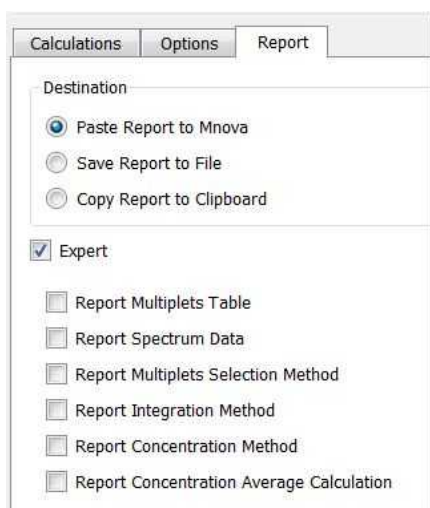 Calculations Options Report
Destination
Paste Report to Mnova
Save Report to File
Copy Report to Clipboard
Expert
Report Multiplets Table
Report Spectrum Data
Report Multiplets Selection Method
Report Integration Method
Report Concentration Method
Report Concentration Average Calculation